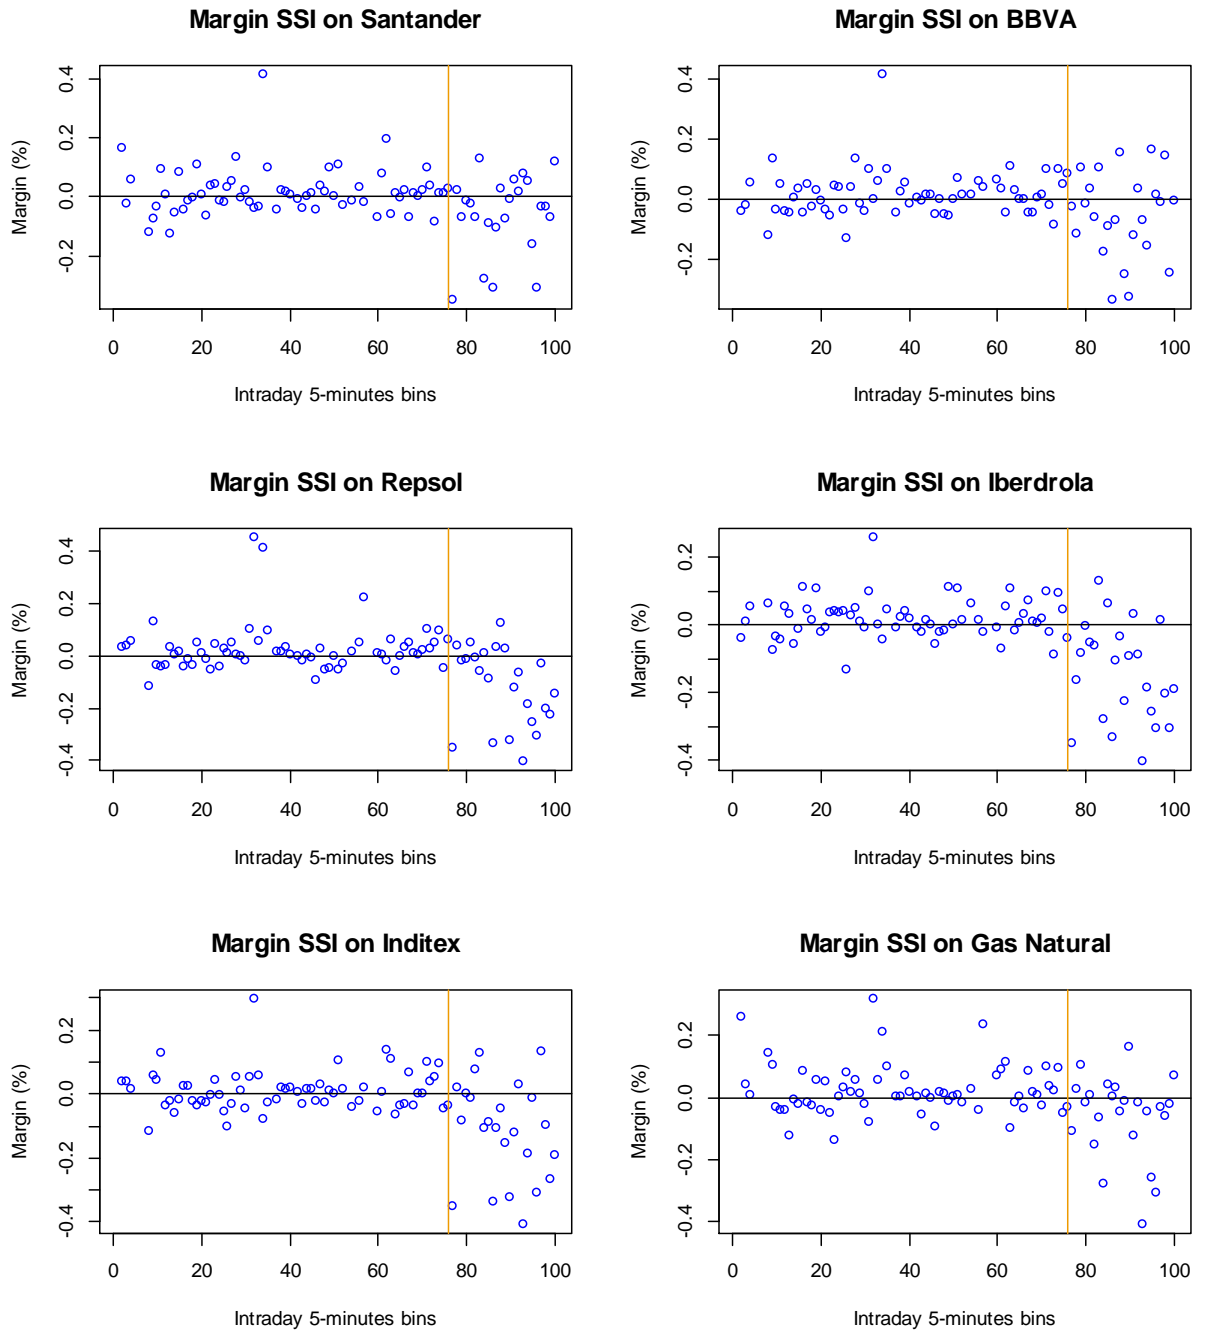 Margin SSI on Santander
Margin (%)
0.4
0.2
0.0
-0.2
0 20 40 60 80 100
Intraday 5-minutes bins
Margin SSI on BBVA
Margin (%)
0.4
0.2
0.0
-0.2
0 20 40 60 80 100
Intraday 5-minutes bins
Margin SSI on Repsol
Margin (%)
0.4
0.2
0.0
-0.2
-0.4
0 20 40 60 80 100
Intraday 5-minutes bins
Margin SSI on Iberdrola
Margin (%)
0.2
0.0
-0.2
-0.4
0 20 40 60 80 100
Intraday 5-minutes bins
Margin SSI on Inditex
Margin (%)
0.2
0.0
-0.2
-0.4
0 20 40 60 80 100
Intraday 5-minutes bins
Margin SSI on Gas Natural
Margin (%)
0.2
0.0
-0.2
-0.4
0 20 40 60 80 100
Intraday 5-minutes bins